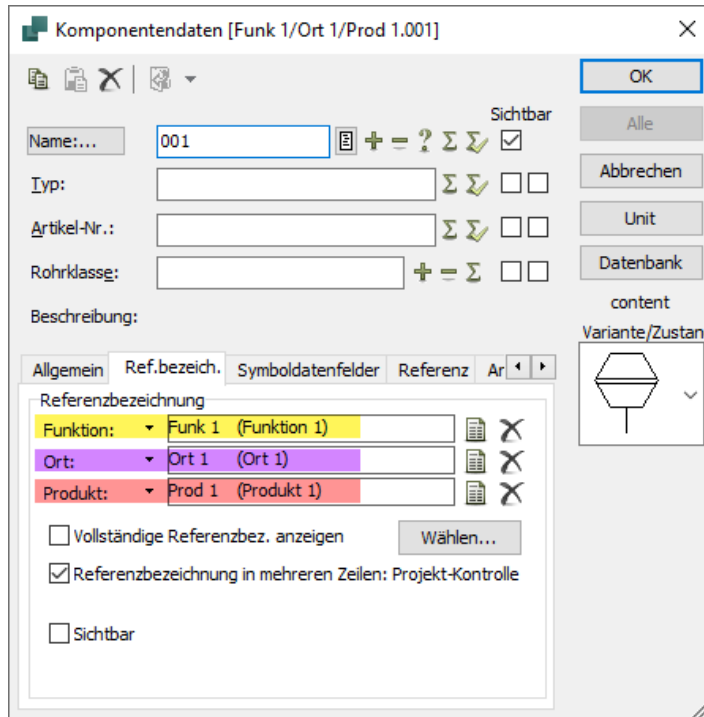 Komponentendaten [Funk 1/Ort 1/Prod 1.001]
OK
Sichtbar
Alle
Name:... 001
Abbrechen
Typ:
Artikel-Nr.:
Unit
Rohrklasse:
Datenbank
content
Beschreibung:
Variante/Zustan
Allgemein Ref.bezeich. Symboldatenfelder Referenz Ar
Referenzbezeichnung
Funktion: Funk 1 (Funktion 1)
Ort: Ort 1 (Ort 1)
Produkt: Prod 1 (Produkt 1)
Vollständige Referenzbez. anzeigen Wählen...
Referenzbezeichnung in mehreren Zeilen: Projekt-Kontrolle
Sichtbar